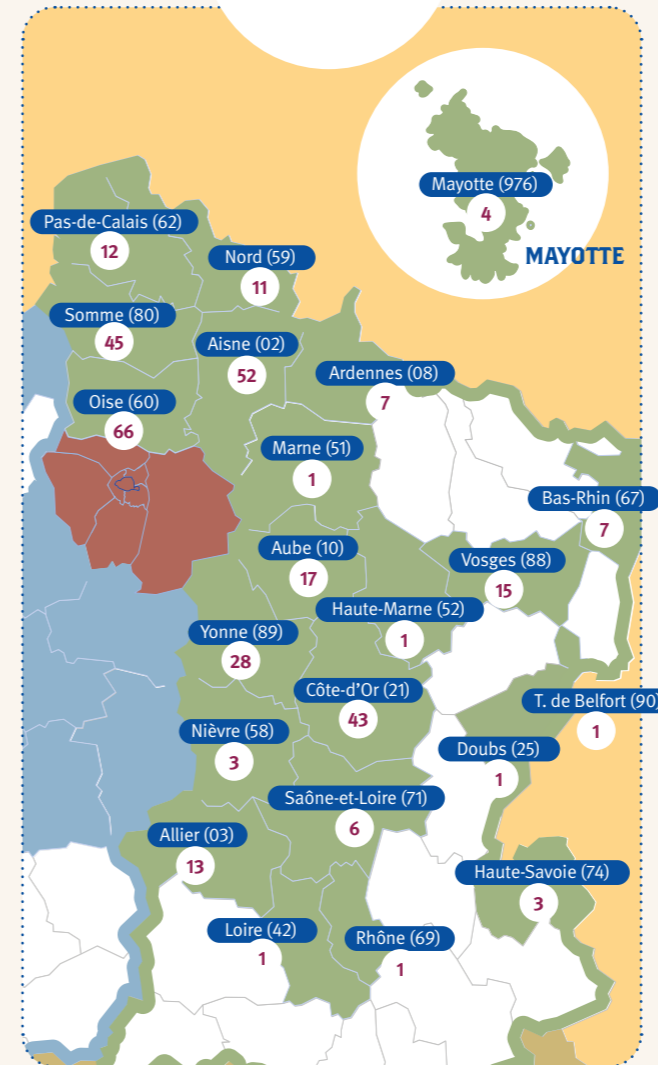 Mayotte (976)
4
MAYOTTE
Pas-de-Calais (62)
12
Nord (59)
11
Somme (80)
45
Aisne (02)
52
Ardennes (08)
7
Oise (60)
66
Marne (51)
1
Bas-Rhin (67)
7
Aube (10)
17
Vosges (88)
15
Haute-Marne (52)
1
Yonne (89)
28
Côte-d'Or (21)
43
T. de Belfort (90)
1
Nièvre (58)
3
Doubs (25)
1
Saône-et-Loire (71)
6
Allier (03)
13
Haute-Savoie (74)
3
Loire (42)
1
Rhône (69)
1